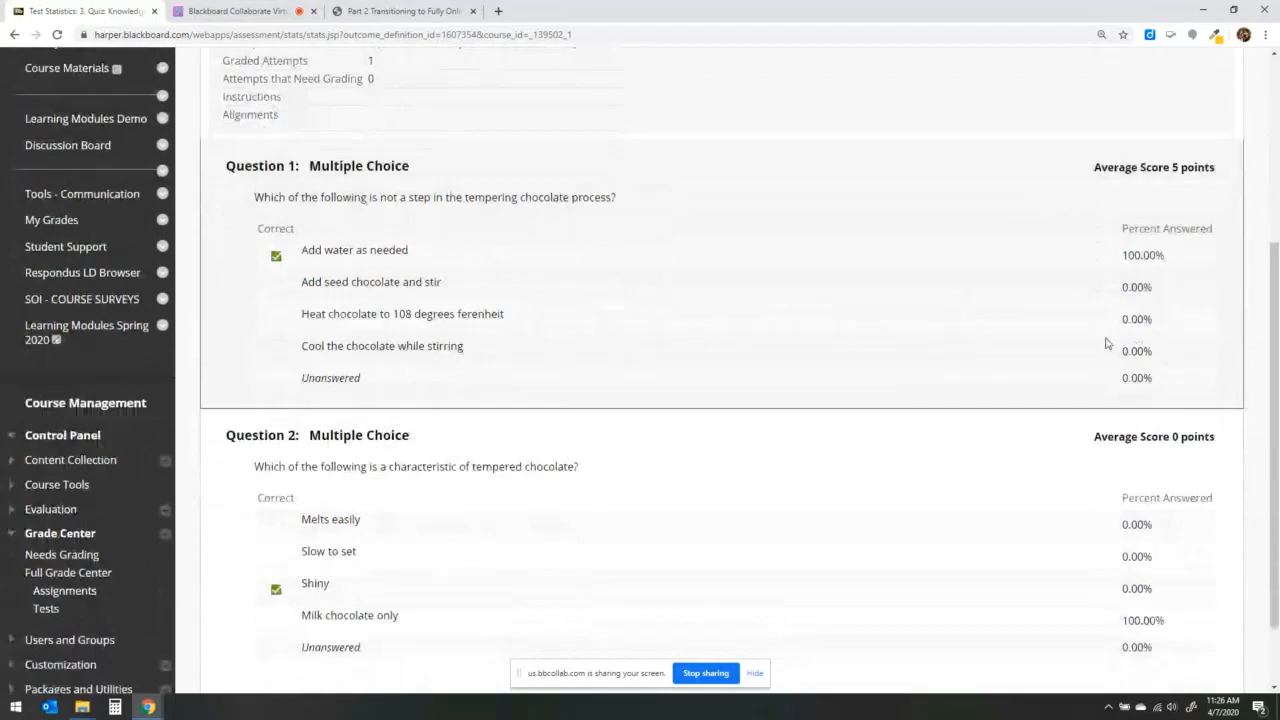 Test Statistics: 3. Quiz: Knowledg
Blackboard Collaborate Virtu
Part 2 Transitioning to Fully Onli
harper.blackboard.com/webapps/assessment/stats/stats.jsp?outcome_definition_id=1607354&course_id=_139502_1
Course Materials
Learning Modules Demo
Discussion Board
Tools - Communication
My Grades
Student Support
Respondus LD Browser
SOI - COURSE SURVEYS
Learning Modules Spring
2020
Course Management
Control Panel
Content Collection
Course Tools
Evaluation
Grade Center
Needs Grading
Full Grade Center
Assignments
Tests
Users and Groups
Customization
Packages and Utilities
Graded Attempts 1
Attempts that Need Grading 0
Instructions
Alignments
Question 1: Multiple Choice Average Score 5 points
Which of the following is not a step in the tempering chocolate process?
Correct Percent Answered
Add water as needed 100.00%
Add seed chocolate and stir 0.00%
Heat chocolate to 108 degrees ferenheit 0.00%
Cool the chocolate while stirring 0.00%
Unanswered 0.00%
Question 2: Multiple Choice Average Score 0 points
Which of the following is a characteristic of tempered chocolate?
Correct Percent Answered
Melts easily 0.00%
Slow to set 0.00%
Shiny 0.00%
Milk chocolate only 100.00%
Unanswered 0.00%
us.bbcollab.com is sharing your screen. Stop sharing Hide
11:26 AM
4/7/2020
2